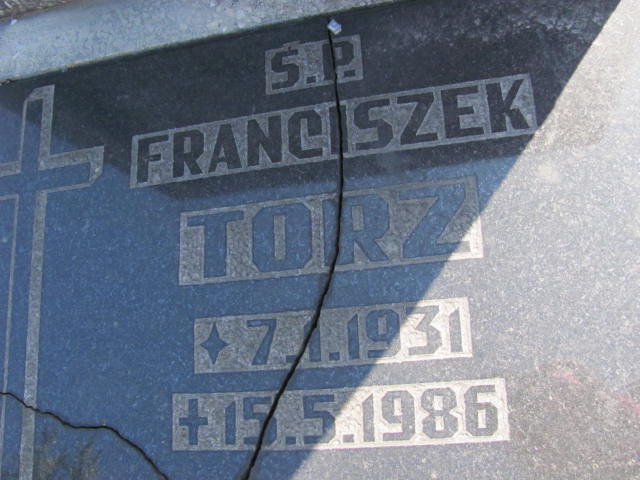 Ś.P.
FRANCISZEK
TORZ
✦ 7.1.1931
✝ 15.5.1986